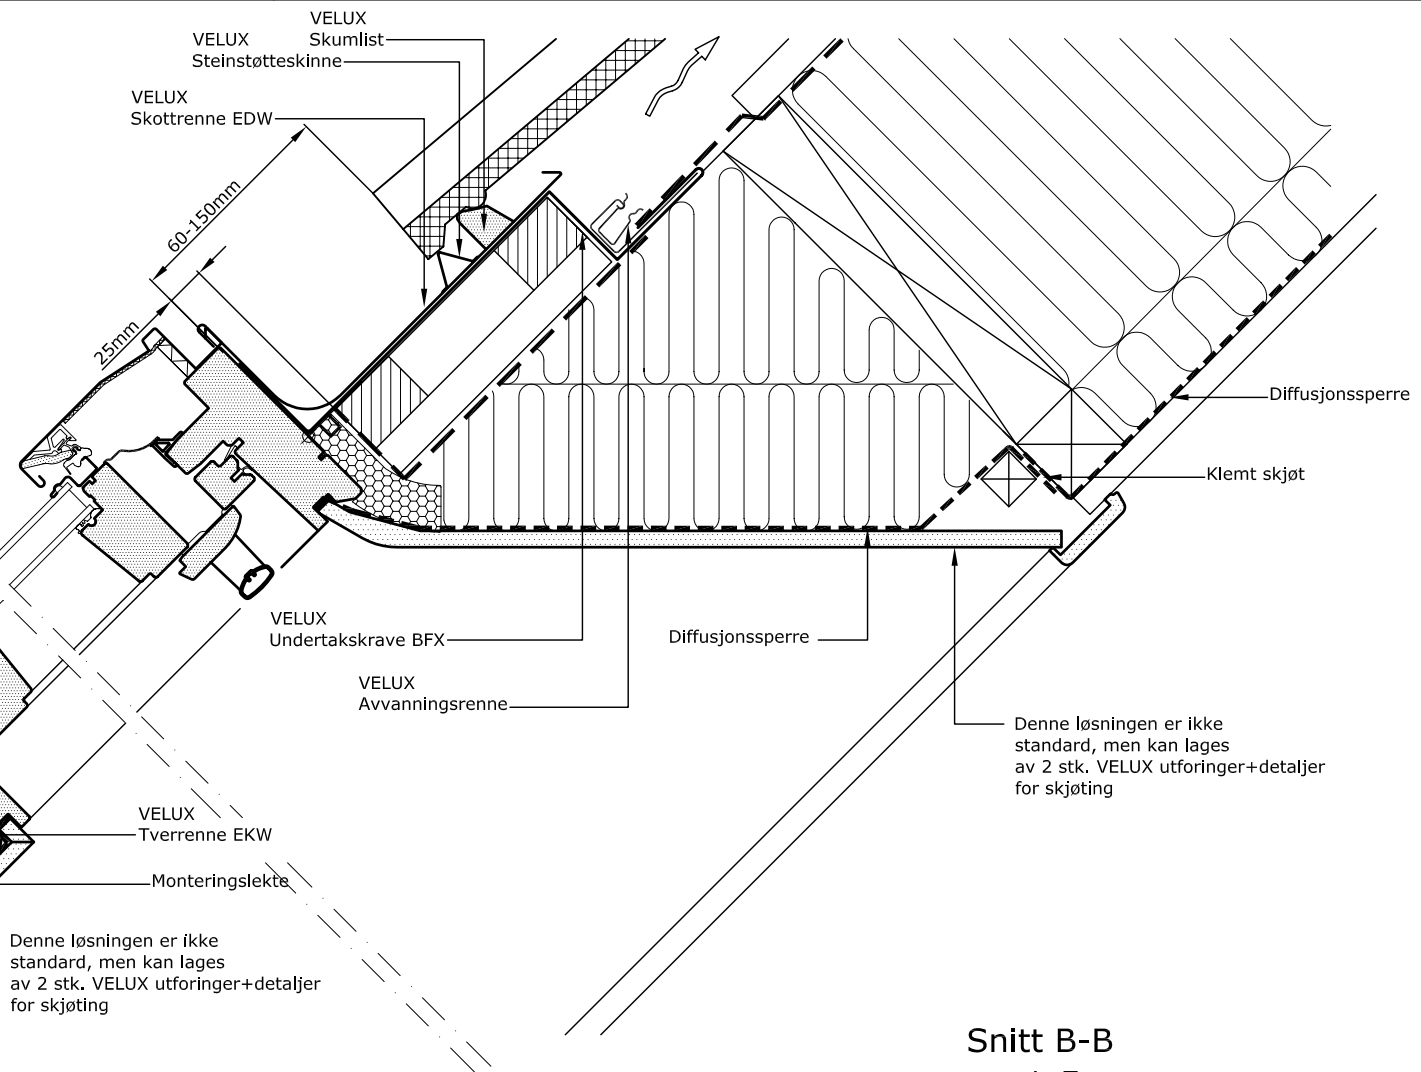 VELUX
Skumlist
VELUX
Steinstøtteskinne
VELUX
Skottrenne EDW
60-150mm
25mm
Diffusjonssperre
Klemt skjøt
VELUX
Undertakskrave BFX
Diffusjonssperre
VELUX
Avvanningsrenne
Denne løsningen er ikke
standard, men kan lages
av 2 stk. VELUX utforinger+detaljer
for skjøting
VELUX
Tverrenne EKW
Monteringslekte
Denne løsningen er ikke
standard, men kan lages
av 2 stk. VELUX utforinger+detaljer
for skjøting
Snitt B-B